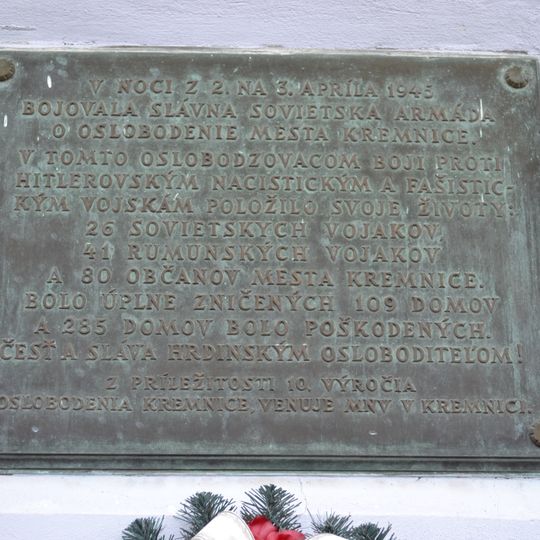 V NOCI Z 2. NA 3. APRÍLA 1945
BOJOVALA SLÁVNA SOVIETSKÁ ARMÁDA
O OSLOBODENIE MESTA KREMNICE.
V TOMTO OSLOBODZOVACOM BOJI PROTI
HITLEROVSKÝM NACISTICKÝM A FAŠISTIC-
KÝM VOJSKÁM POLOŽILO SVOJE ŽIVOTY:
26 SOVIETSKYCH VOJAKOV
41 RUMUNSKÝCH VOJAKOV
A 80 OBČANOV MESTA KREMNICE.
BOLO ÚPLNE ZNIČENÝCH 109 DOMOV
A 285 DOMOV BOLO POŠKODENÝCH.
ČESŤ A SLÁVA HRDINSKÝM OSLOBODITEĽOM!
Z PRÍLEŽITOSTI 10. VÝROČIA
OSLOBODENIA KREMNICE, VENUJE MNV V KREMNICI.